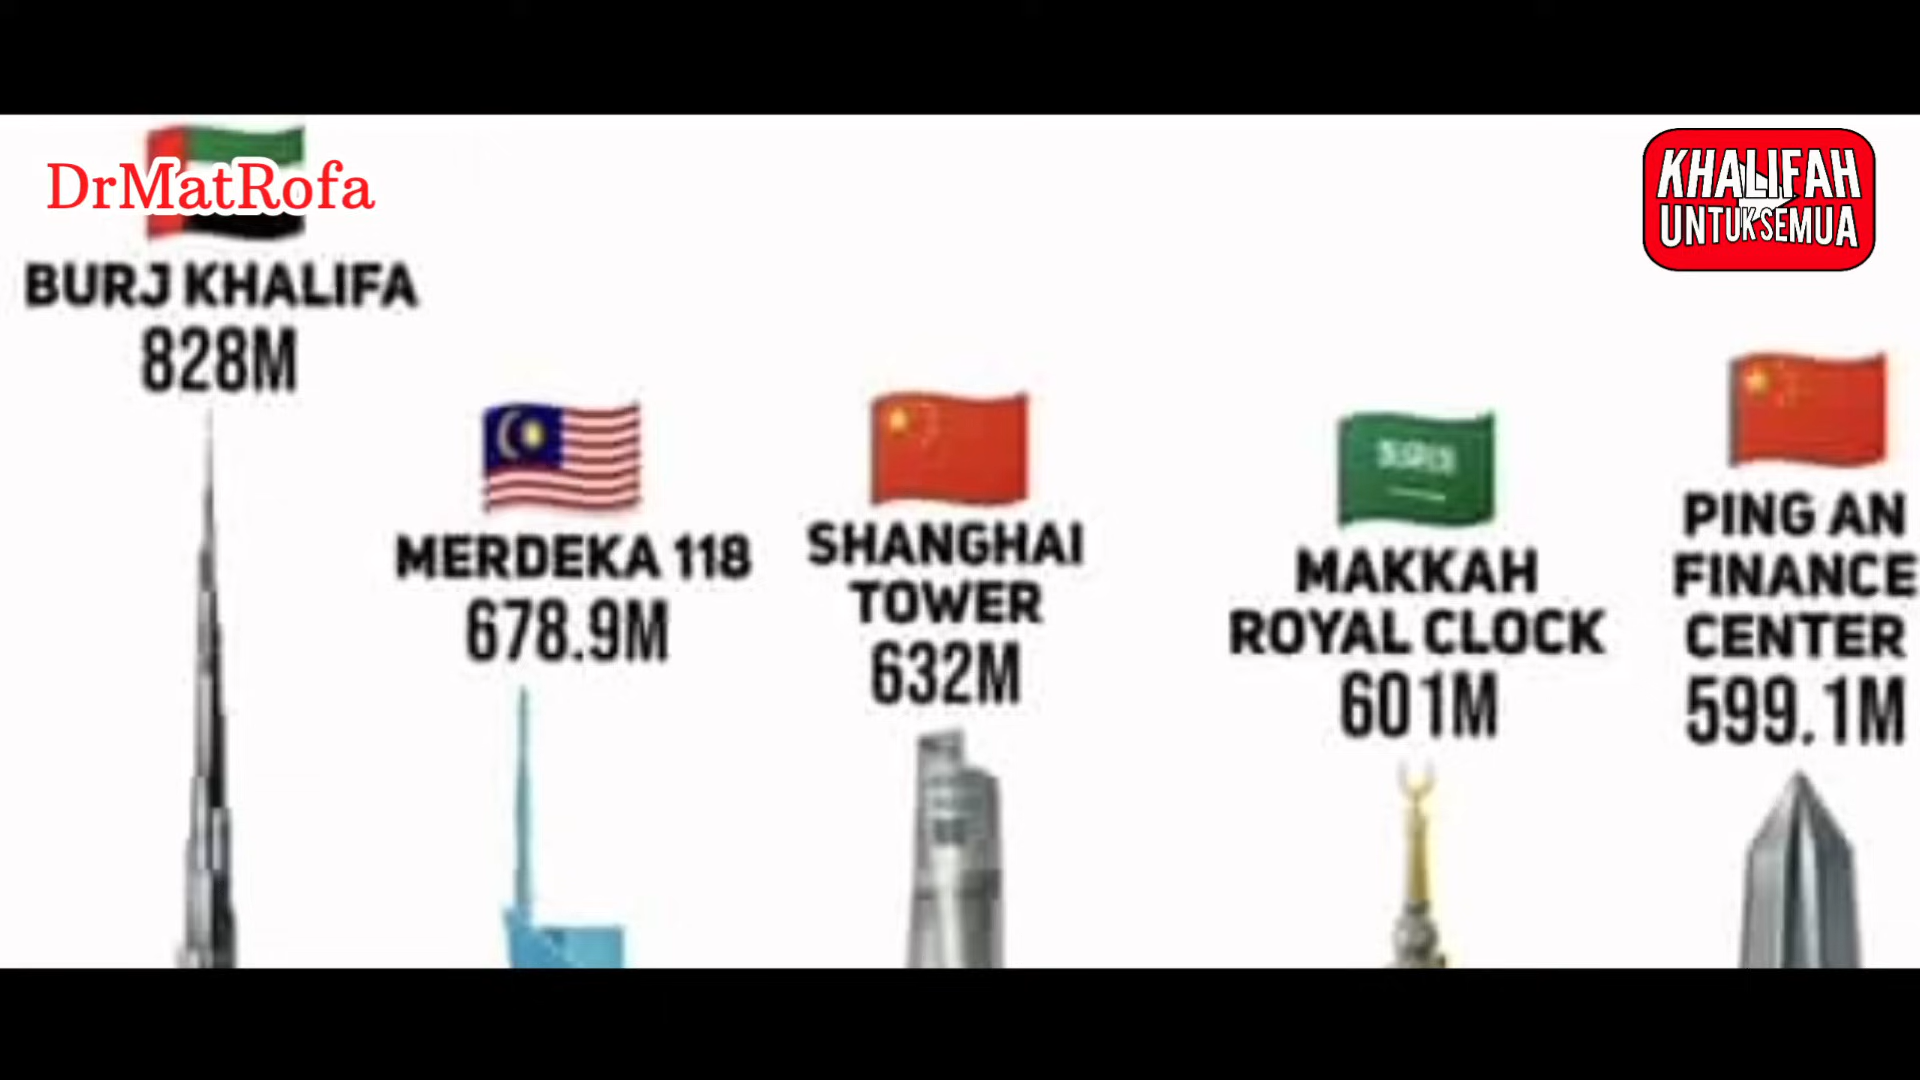 DrMatRofa
KHALIFAH
UNTUKSEMUA
BURJ KHALIFA
828M
MERDEKA 118
678.9M
SHANGHAI
TOWER
632M
MAKKAH
ROYAL CLOCK
601M
PING AN
FINANCE
CENTER
599.1M